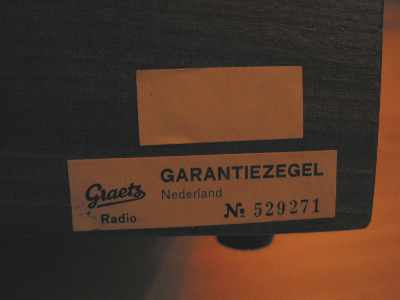 GARANTIEZEGEL
Graetz
Nederland
Radio
№ 529271